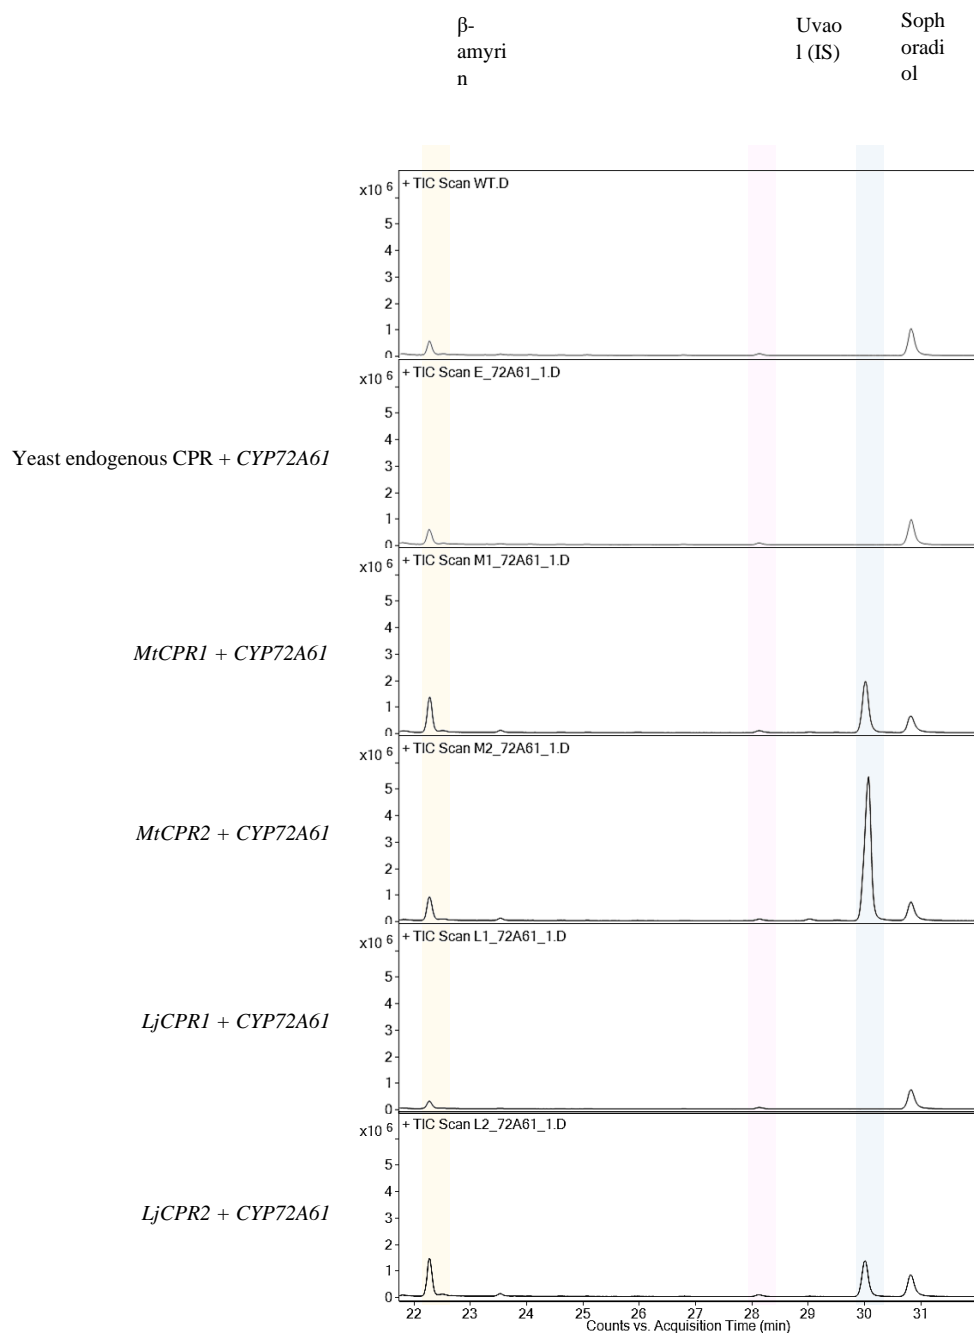 β-
amyri
n
Uvao
l (IS)
Soph
oradi
ol
x10 6
+ TIC Scan WT.D
5
4
3
2
1
0
x10 6
+ TIC Scan E_72A61_1.D
Yeast endogenous CPR + CYP72A61
5
4
3
2
1
0
x10 6
+ TIC Scan M1_72A61_1.D
MtCPR1 + CYP72A61
5
4
3
2
1
0
x10 6
+ TIC Scan M2_72A61_1.D
MtCPR2 + CYP72A61
5
4
3
2
1
0
x10 6
+ TIC Scan L1_72A61_1.D
LjCPR1 + CYP72A61
5
4
3
2
1
0
x10 6
+ TIC Scan L2_72A61_1.D
LjCPR2 + CYP72A61
5
4
3
2
1
0
22 23 24 25 26 27 28 29 30 31
Counts vs. Acquisition Time (min)